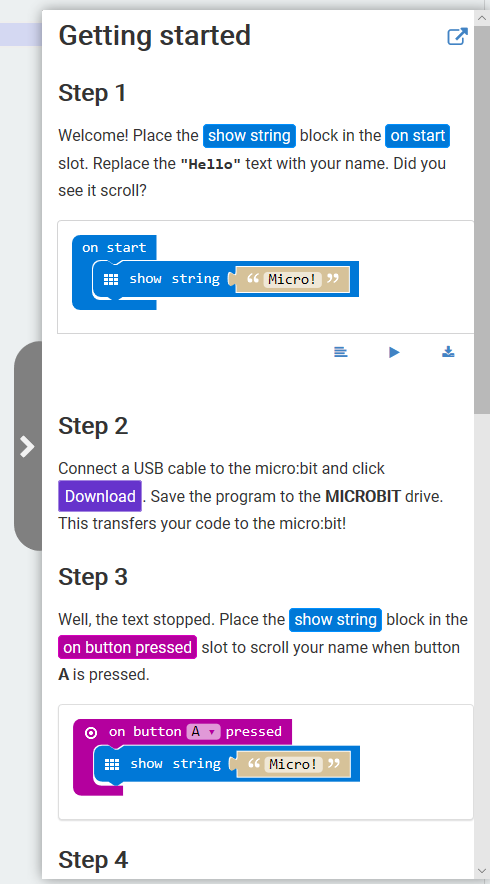 Getting started
Step 1
Welcome! Place the show string block in the on start
slot. Replace the "Hello" text with your name. Did you
see it scroll?
on start
show string “ Micro! ”
Step 2
Connect a USB cable to the micro:bit and click
Download . Save the program to the MICROBIT drive.
This transfers your code to the micro:bit!
Step 3
Well, the text stopped. Place the show string block in the
on button pressed slot to scroll your name when button
A is pressed.
on button A pressed
show string “ Micro! ”
Step 4